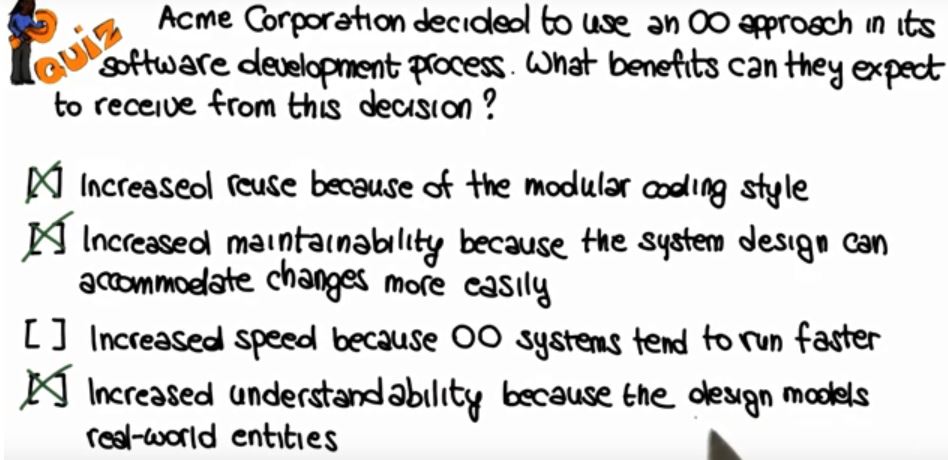 QUIZ
Acme Corporation decided to use an OO approach in its
software development process. What benefits can they expect
to receive from this decision?
[X] Increased reuse because of the modular coding style
[X] Increased maintainability because the system design can
accommodate changes more easily
[ ] Increased speed because OO systems tend to run faster
[X] Increased understandability because the design models
real-world entities